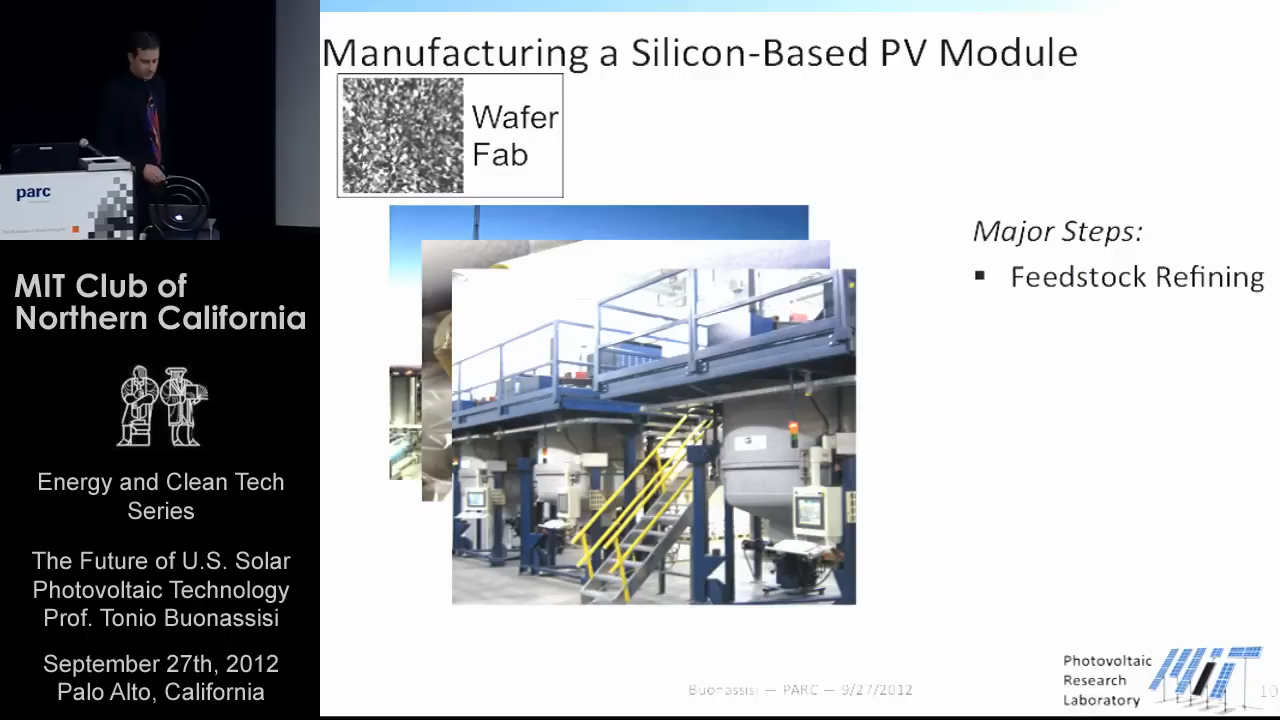 parc
MIT Club of
Northern California
Energy and Clean Tech
Series
The Future of U.S. Solar
Photovoltaic Technology
Prof. Tonio Buonassisi
September 27th, 2012
Palo Alto, California
Manufacturing a Silicon-Based PV Module
Wafer
Fab
Major Steps:
▪ Feedstock Refining
Buonassisi — PARC — 9/27/2012
Photovoltaic
Research
Laboratory
MIT
10